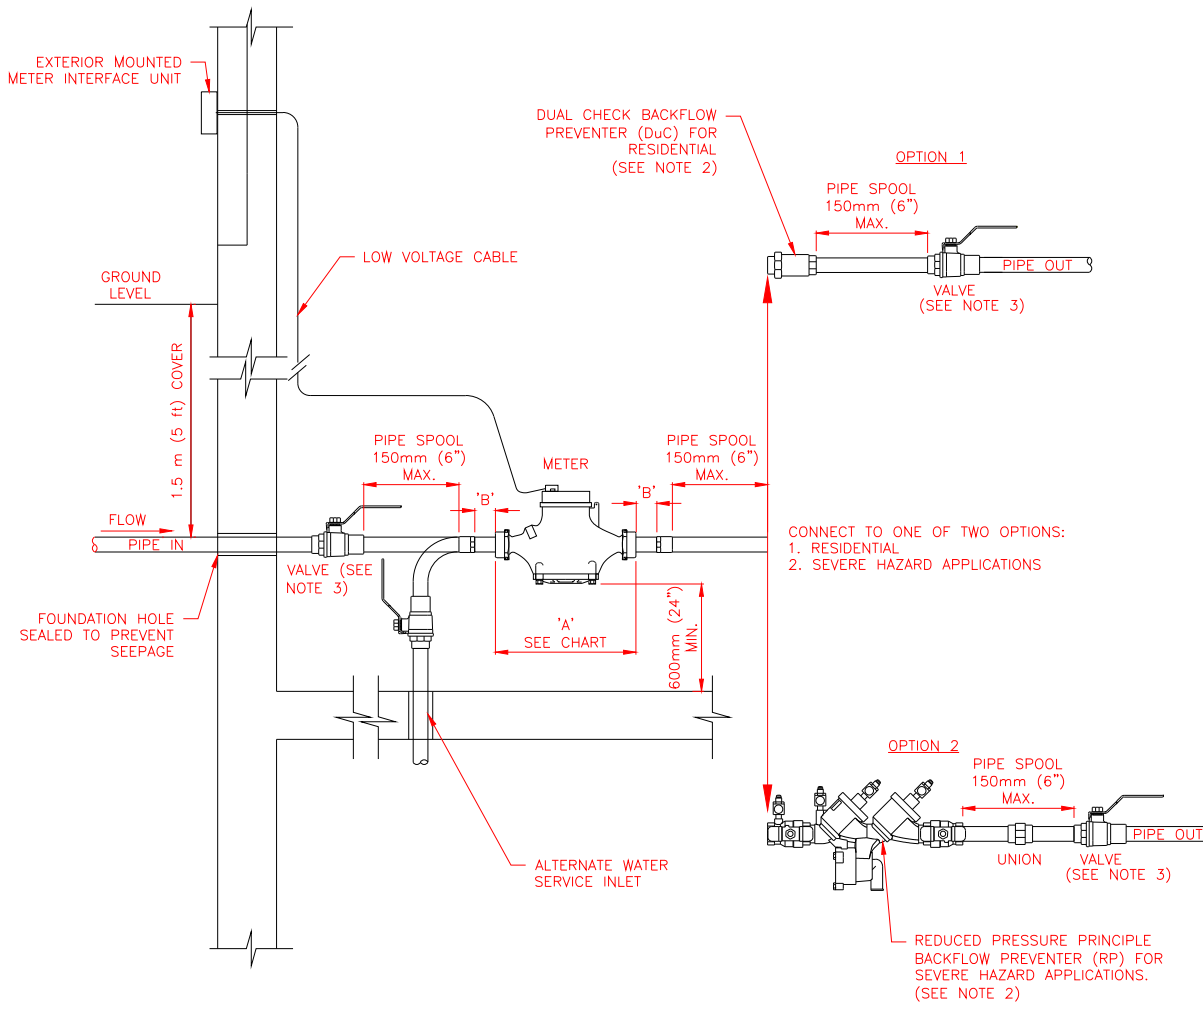 EXTERIOR MOUNTED
METER INTERFACE UNIT
DUAL CHECK BACKFLOW
PREVENTER (DuC) FOR
RESIDENTIAL
(SEE NOTE 2)
OPTION 1
PIPE SPOOL
150mm (6")
MAX.
PIPE OUT
VALVE
(SEE NOTE 3)
LOW VOLTAGE CABLE
GROUND
LEVEL
1.5 m (5 ft) COVER
PIPE SPOOL
150mm (6")
MAX.
'B'
METER
'B'
PIPE SPOOL
150mm (6")
MAX.
FLOW
PIPE IN
VALVE (SEE
NOTE 3)
CONNECT TO ONE OF TWO OPTIONS:
1. RESIDENTIAL
2. SEVERE HAZARD APPLICATIONS
FOUNDATION HOLE
SEALED TO PREVENT
SEEPAGE
'A'
SEE CHART
600mm (24")
MIN.
OPTION 2
PIPE SPOOL
150mm (6")
MAX.
PIPE OUT
UNION
VALVE
(SEE NOTE 3)
ALTERNATE WATER
SERVICE INLET
REDUCED PRESSURE PRINCIPLE
BACKFLOW PREVENTER (RP) FOR
SEVERE HAZARD APPLICATIONS.
(SEE NOTE 2)